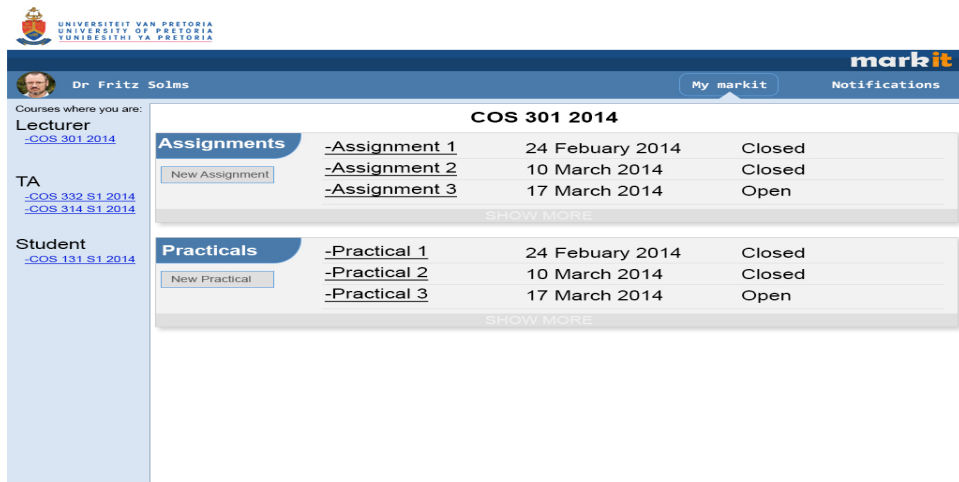 UNIVERSITEIT VAN PRETORIA
UNIVERSITY OF PRETORIA
YUNIBESITHI YA PRETORIA
markit
Dr Fritz Solms My markit Notifications
Courses where you are:
Lecturer
-COS 301 2014
TA
-COS 332 S1 2014
-COS 314 S1 2014
Student
-COS 131 S1 2014
COS 301 2014
Assignments
New Assignment
-Assignment 1 24 Febuary 2014 Closed
-Assignment 2 10 March 2014 Closed
-Assignment 3 17 March 2014 Open
SHOW MORE
Practicals
New Practical
-Practical 1 24 Febuary 2014 Closed
-Practical 2 10 March 2014 Closed
-Practical 3 17 March 2014 Open
SHOW MORE